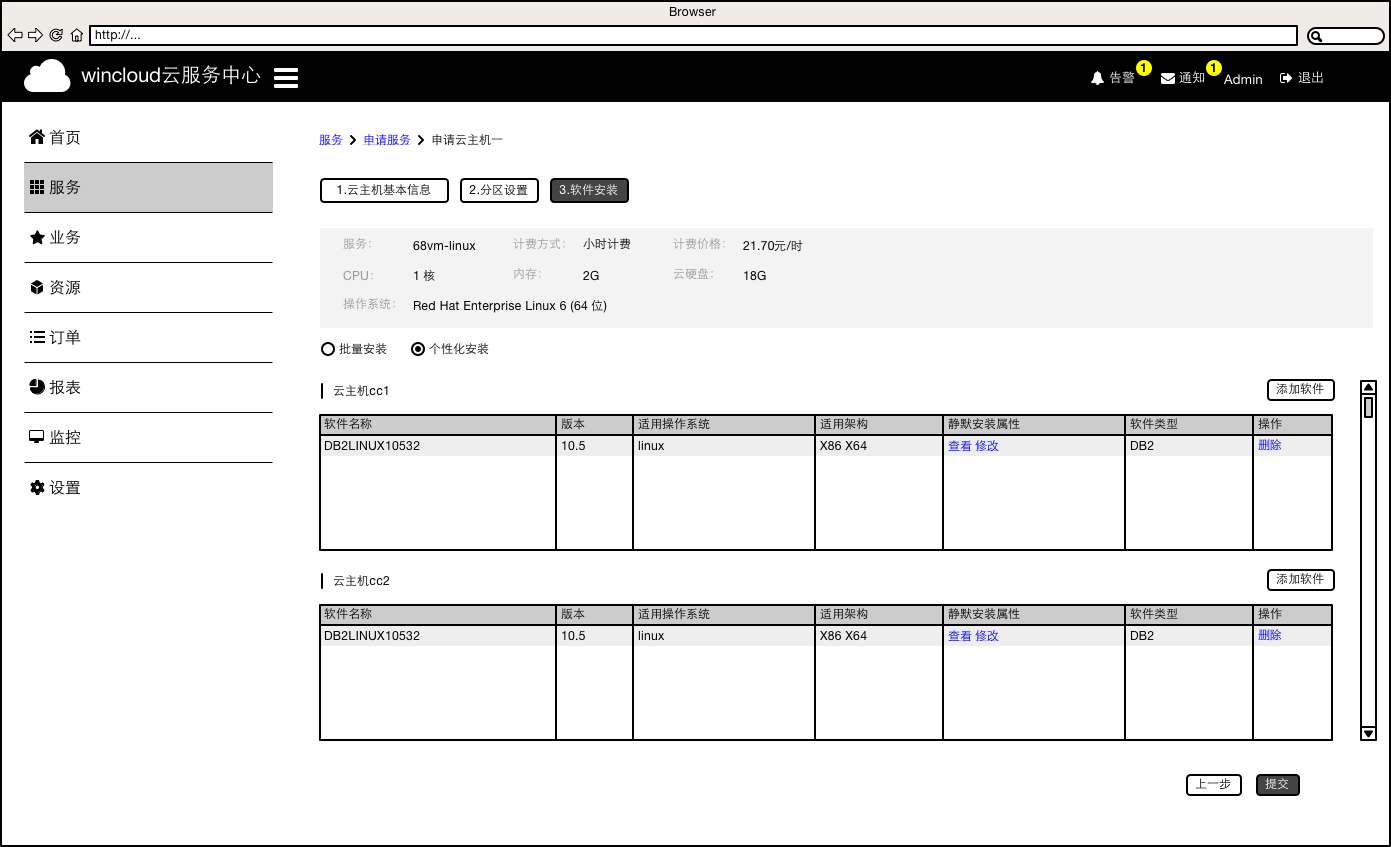 Browser
http://...
wincloud云服务中心
告警 1 通知 1 Admin 退出
首页
服务
业务
资源
订单
报表
监控
设置
服务 申请服务 申请云主机一
1.云主机基本信息 2.分区设置 3.软件安装
服务: 68vm-linux 计费方式: 小时计费 计费价格: 21.70元/时
CPU: 1 核 内存: 2G 云硬盘: 18G
操作系统: Red Hat Enterprise Linux 6 (64 位)
批量安装 个性化安装
云主机cc1 添加软件
软件名称 版本 适用操作系统 适用架构 静默安装属性 软件类型 操作
DB2LINUX10532 10.5 linux X86 X64 查看 修改 DB2 删除
云主机cc2 添加软件
软件名称 版本 适用操作系统 适用架构 静默安装属性 软件类型 操作
DB2LINUX10532 10.5 linux X86 X64 查看 修改 DB2 删除
上一步 提交